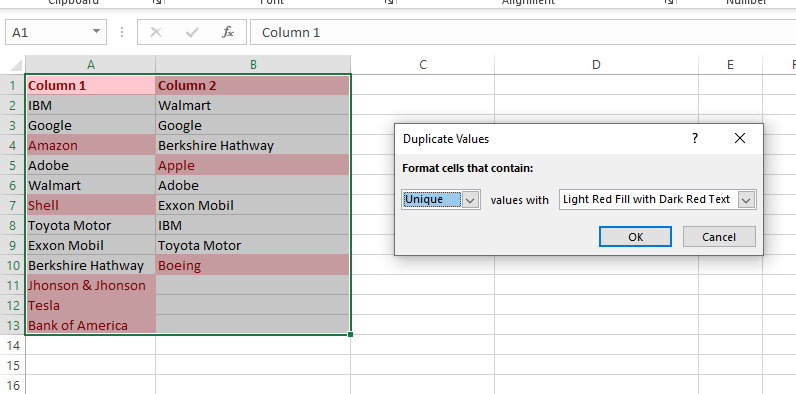 Clipboard Font Alignment Number
A1 fx Column 1
A B C D E F
1 Column 1 Column 2
2 IBM Walmart
3 Google Google
4 Amazon Berkshire Hathway
5 Adobe Apple
6 Walmart Adobe
7 Shell Exxon Mobil
8 Toyota Motor IBM
9 Exxon Mobil Toyota Motor
10 Berkshire Hathway Boeing
11 Jhonson & Jhonson
12 Tesla
13 Bank of America
14
15
16
Duplicate Values ?
Format cells that contain:
Unique values with Light Red Fill with Dark Red Text
OK Cancel